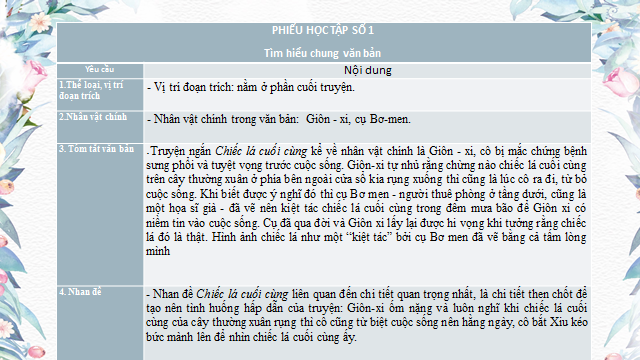 PHIẾU HỌC TẬP SỐ 1
Tìm hiểu chung văn bản
Yêu cầu
Nội dung
1.Thể loại, vị trí
đoạn trích
- Vị trí đoạn trích: nằm ở phần cuối truyện.
2.Nhân vật chính
- Nhân vật chính trong văn bản: Giôn - xi, cụ Bơ-men.
3. Tóm tắt văn bản
.Truyện ngắn Chiếc lá cuối cùng kể về nhân vật chính là Giôn - xi, cô bị mắc chứng bệnh
sưng phổi và tuyệt vọng trước cuộc sống. Giôn-xi tự nhủ rằng chừng nào chiếc lá cuối cùng
trên cây thường xuân ở phía bên ngoài cửa sổ kia rụng xuống thì cũng là lúc cô ra đi, từ bỏ
cuộc sống. Khi biết được ý nghĩ đó thì cụ Bơ men - người thuê phòng ở tầng dưới, cũng là
một họa sĩ già - đã vẽ nên kiệt tác chiếc lá cuối cùng trong đêm mưa bão để Giôn xi có
niềm tin vào cuộc sống. Cụ đã qua đời và Giôn xi lấy lại được hi vọng khi tưởng rằng chiếc
lá đó là thật. Hình ảnh chiếc lá như một “kiệt tác” bởi cụ Bơ men đã vẽ bằng cả tấm lòng
mình
4. Nhan đề
- Nhan đề Chiếc lá cuối cùng liên quan đến chi tiết quan trọng nhất, là chi tiết then chốt để
tạo nên tình huống hấp dẫn của truyện: Giôn-xi ốm nặng và luôn nghĩ khi chiếc lá cuối
cùng của cây thường xuân rụng thì cô cũng từ biệt cuộc sống nên hằng ngày, cô bắt Xiu kéo
bức mành lên để nhìn chiếc lá cuối cùng ấy.